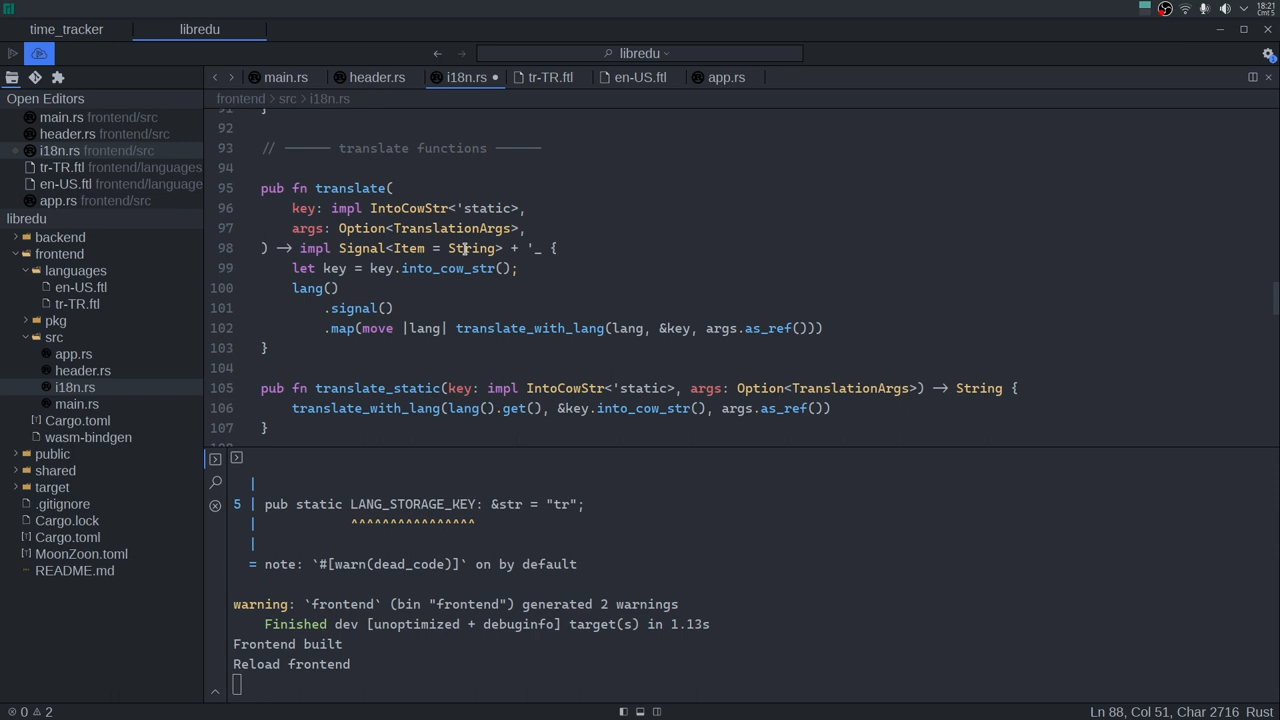 18:21
Cmt 5
time_tracker
libredu
libredu
main.rs
header.rs
i18n.rs
tr-TR.ftl
en-US.ftl
app.rs
Open Editors
main.rs frontend/src
header.rs frontend/src
i18n.rs frontend/src
tr-TR.ftl frontend/languages
en-US.ftl frontend/language
app.rs frontend/src
libredu
backend
frontend
languages
en-US.ftl
tr-TR.ftl
pkg
src
app.rs
header.rs
i18n.rs
main.rs
Cargo.toml
wasm-bindgen
public
shared
target
.gitignore
Cargo.lock
Cargo.toml
MoonZoon.toml
README.md
frontend > src > i18n.rs
91 }
92
93 // ------ translate functions ------
94
95 pub fn translate(
96 key: impl IntoCowStr<'static>,
97 args: Option<TranslationArgs>,
98 ) -> impl Signal<Item = String> + '_ {
99 let key = key.into_cow_str();
100 lang()
101 .signal()
102 .map(move |lang| translate_with_lang(lang, &key, args.as_ref()))
103 }
104
105 pub fn translate_static(key: impl IntoCowStr<'static>, args: Option<TranslationArgs>) -> String {
106 translate_with_lang(lang().get(), &key.into_cow_str(), args.as_ref())
107 }
|
5 | pub static LANG_STORAGE_KEY: &str = "tr";
| ^^^^^^^^^^^^^^^^
|
= note: `#[warn(dead_code)]` on by default
warning: `frontend` (bin "frontend") generated 2 warnings
Finished dev [unoptimized + debuginfo] target(s) in 1.13s
Frontend built
Reload frontend
0 2
Ln 88, Col 51, Char 2716 Rust